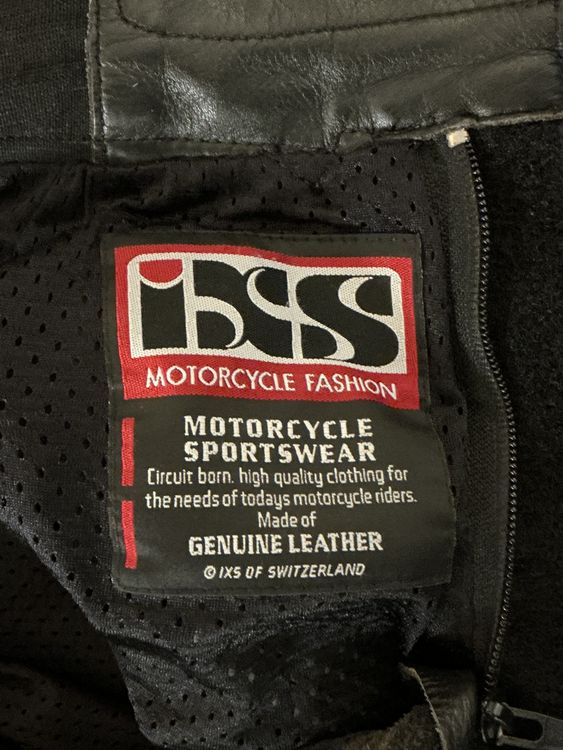 iXS
MOTORCYCLE FASHION
MOTORCYCLE
SPORTSWEAR
Circuit born. high quality clothing for
the needs of todays motorcycle riders.
Made of
GENUINE LEATHER
© IXS OF SWITZERLAND